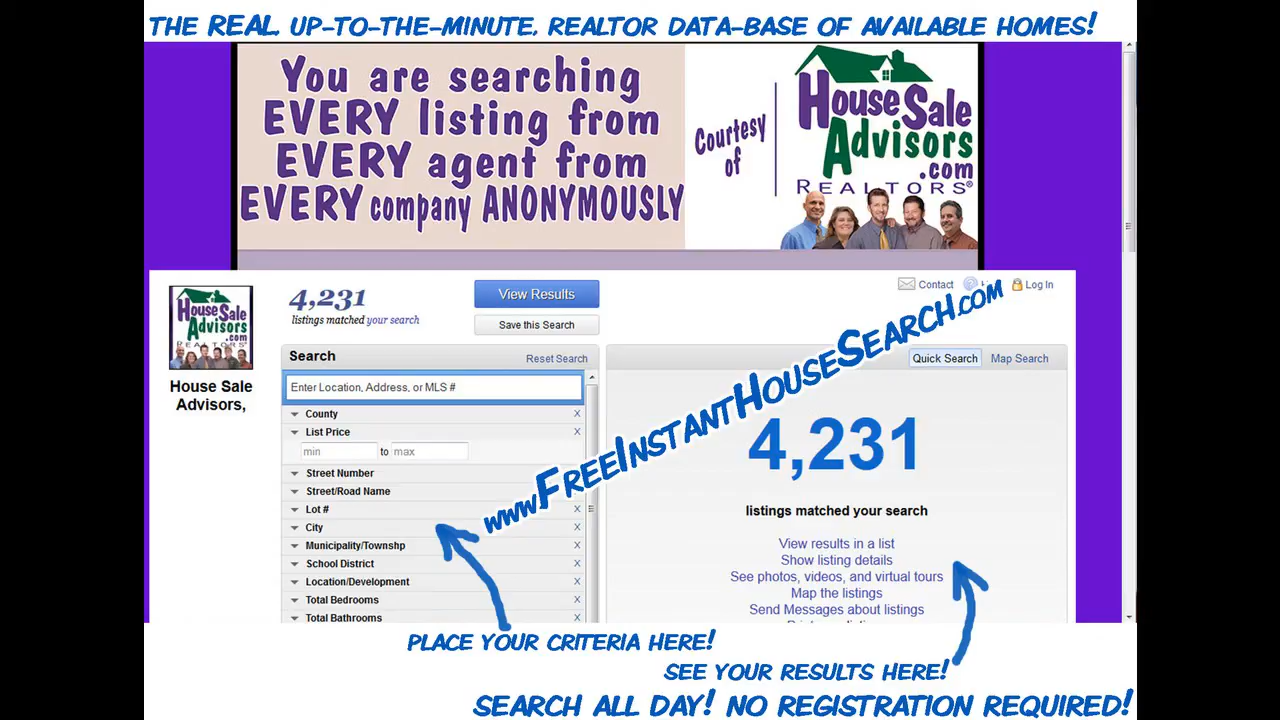 THE REAL, UP-TO-THE-MINUTE, REALTOR DATA-BASE OF AVAILABLE HOMES!
You are searching
EVERY listing from
EVERY agent from
EVERY company ANONYMOUSLY
Courtesy
of
HouseSale
Advisors
.com
REALTORS®
HouseSale
Advisors
.com
REALTORS
House Sale
Advisors,
4,231
listings matched your search
View Results
Save this Search
Contact
Log In
Search
Reset Search
Quick Search
Map Search
Enter Location, Address, or MLS #
County X
List Price X
min to max
Street Number X
Street/Road Name X
Lot # X
City X
Municipality/Townshp X
School District X
Location/Development X
Total Bedrooms X
Total Bathrooms X
www.FreeInstantHouseSearch.com
4,231
listings matched your search
View results in a list
Show listing details
See photos, videos, and virtual tours
Map the listings
Send Messages about listings
PLACE YOUR CRITERIA HERE!
SEE YOUR RESULTS HERE!
SEARCH ALL DAY! NO REGISTRATION REQUIRED!